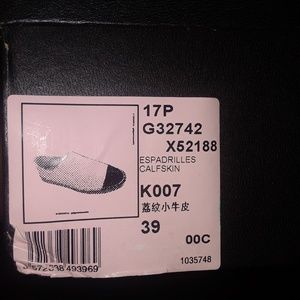 17P
G32742
X52188
ESPADRILLES
CALFSKIN
K007
荔纹小牛皮
39
00C
1035748